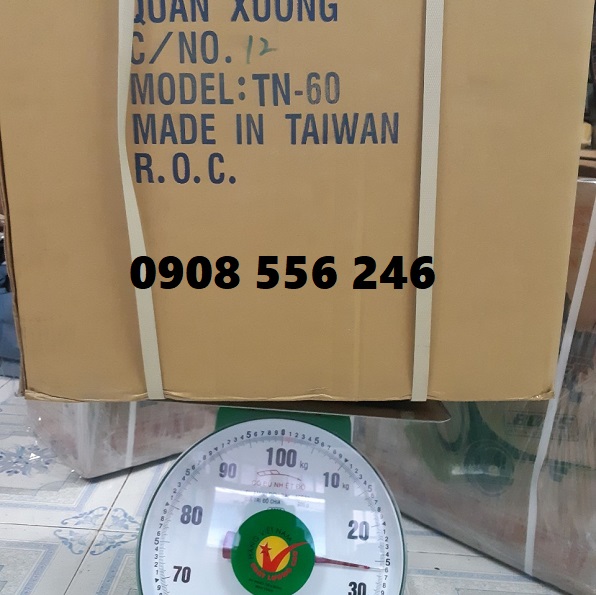 QUAN XUONG
C/NO. 12
MODEL: TN-60
MADE IN TAIWAN
R.O.C.
0908 556 246
100 kg
90
10 kg
80
20
70
30